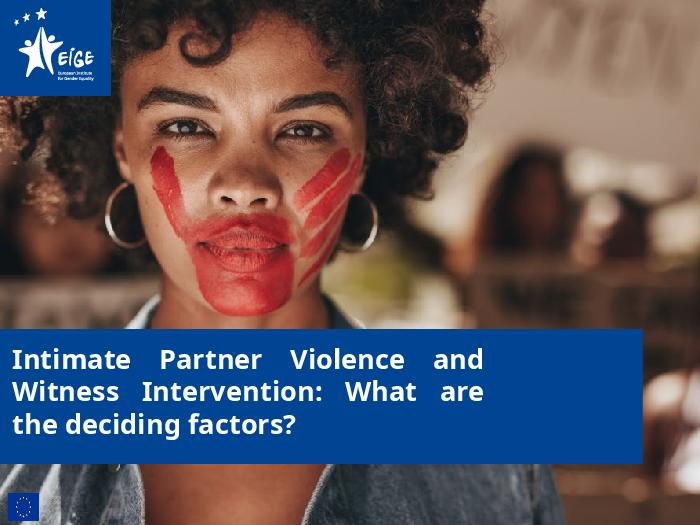 EIGE
European Institute
for Gender Equality
Intimate Partner Violence and
Witness Intervention: What are
the deciding factors?